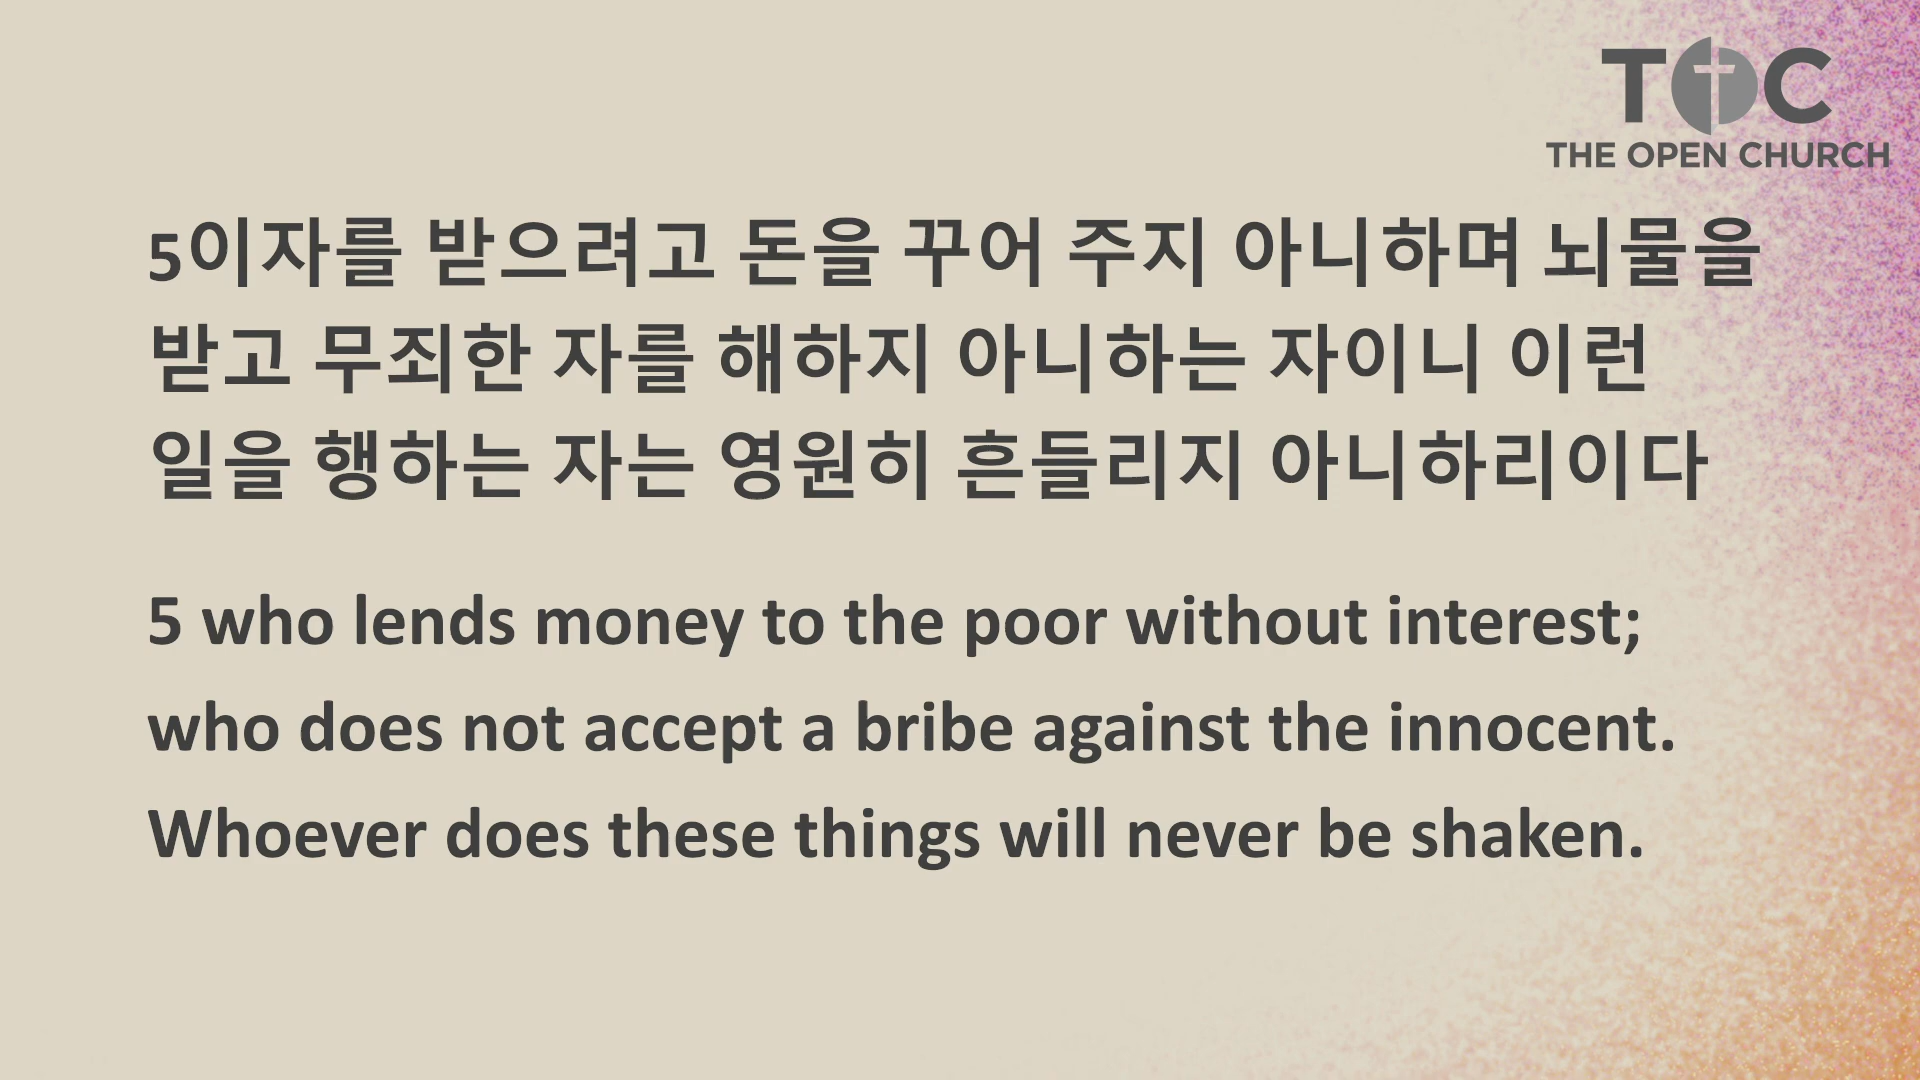 TOC
THE OPEN CHURCH
5이자를 받으려고 돈을 꾸어 주지 아니하며 뇌물을
받고 무죄한 자를 해하지 아니하는 자이니 이런
일을 행하는 자는 영원히 흔들리지 아니하리이다
5 who lends money to the poor without interest;
who does not accept a bribe against the innocent.
Whoever does these things will never be shaken.